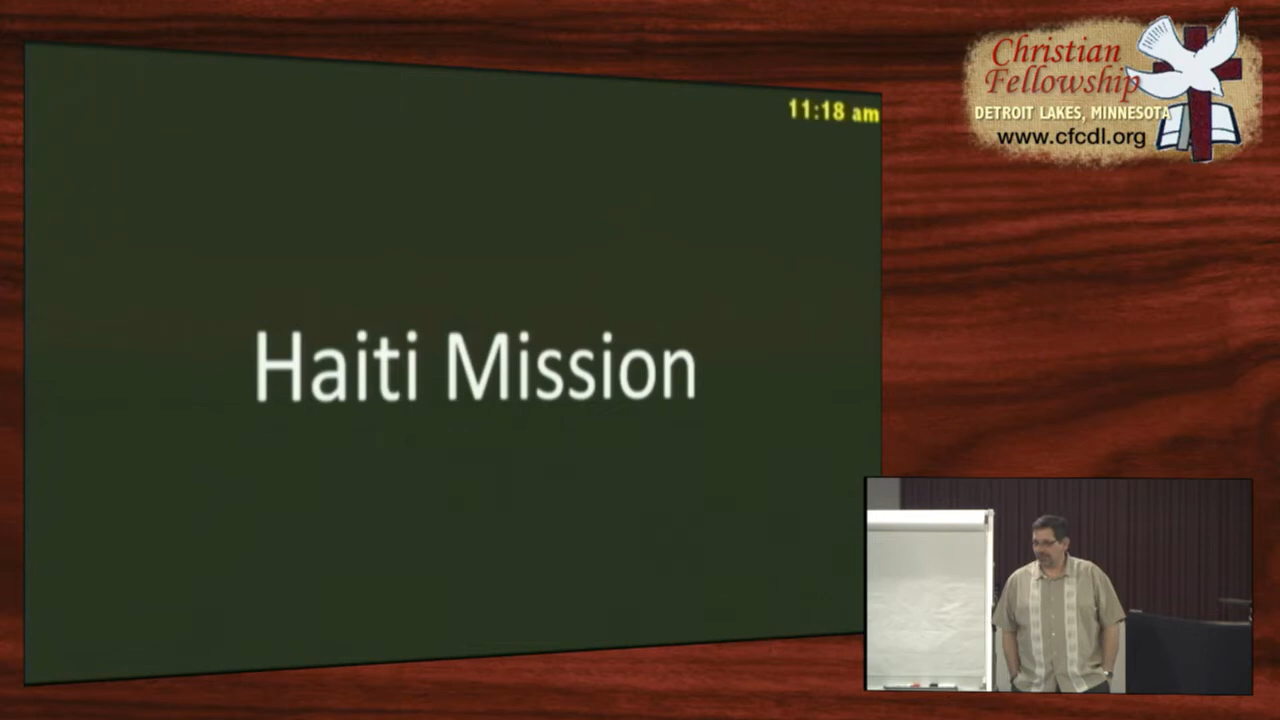 11:18 am
Haiti Mission
Christian
Fellowship
DETROIT LAKES, MINNESOTA
www.cfcdl.org